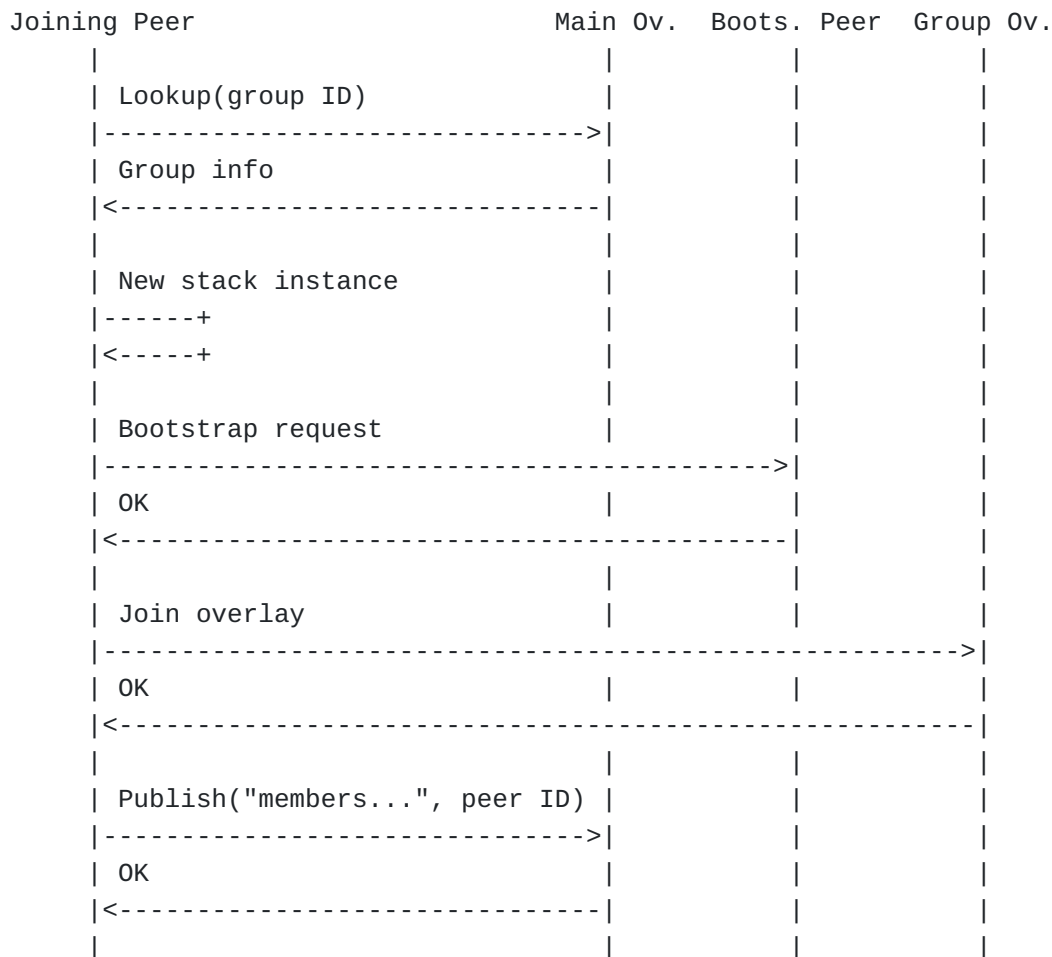 Joining Peer Main Ov. Boots. Peer Group Ov.
Lookup(group ID)
Group info
New stack instance
Bootstrap request
OK
Join overlay
OK
Publish("members...", peer ID)
OK